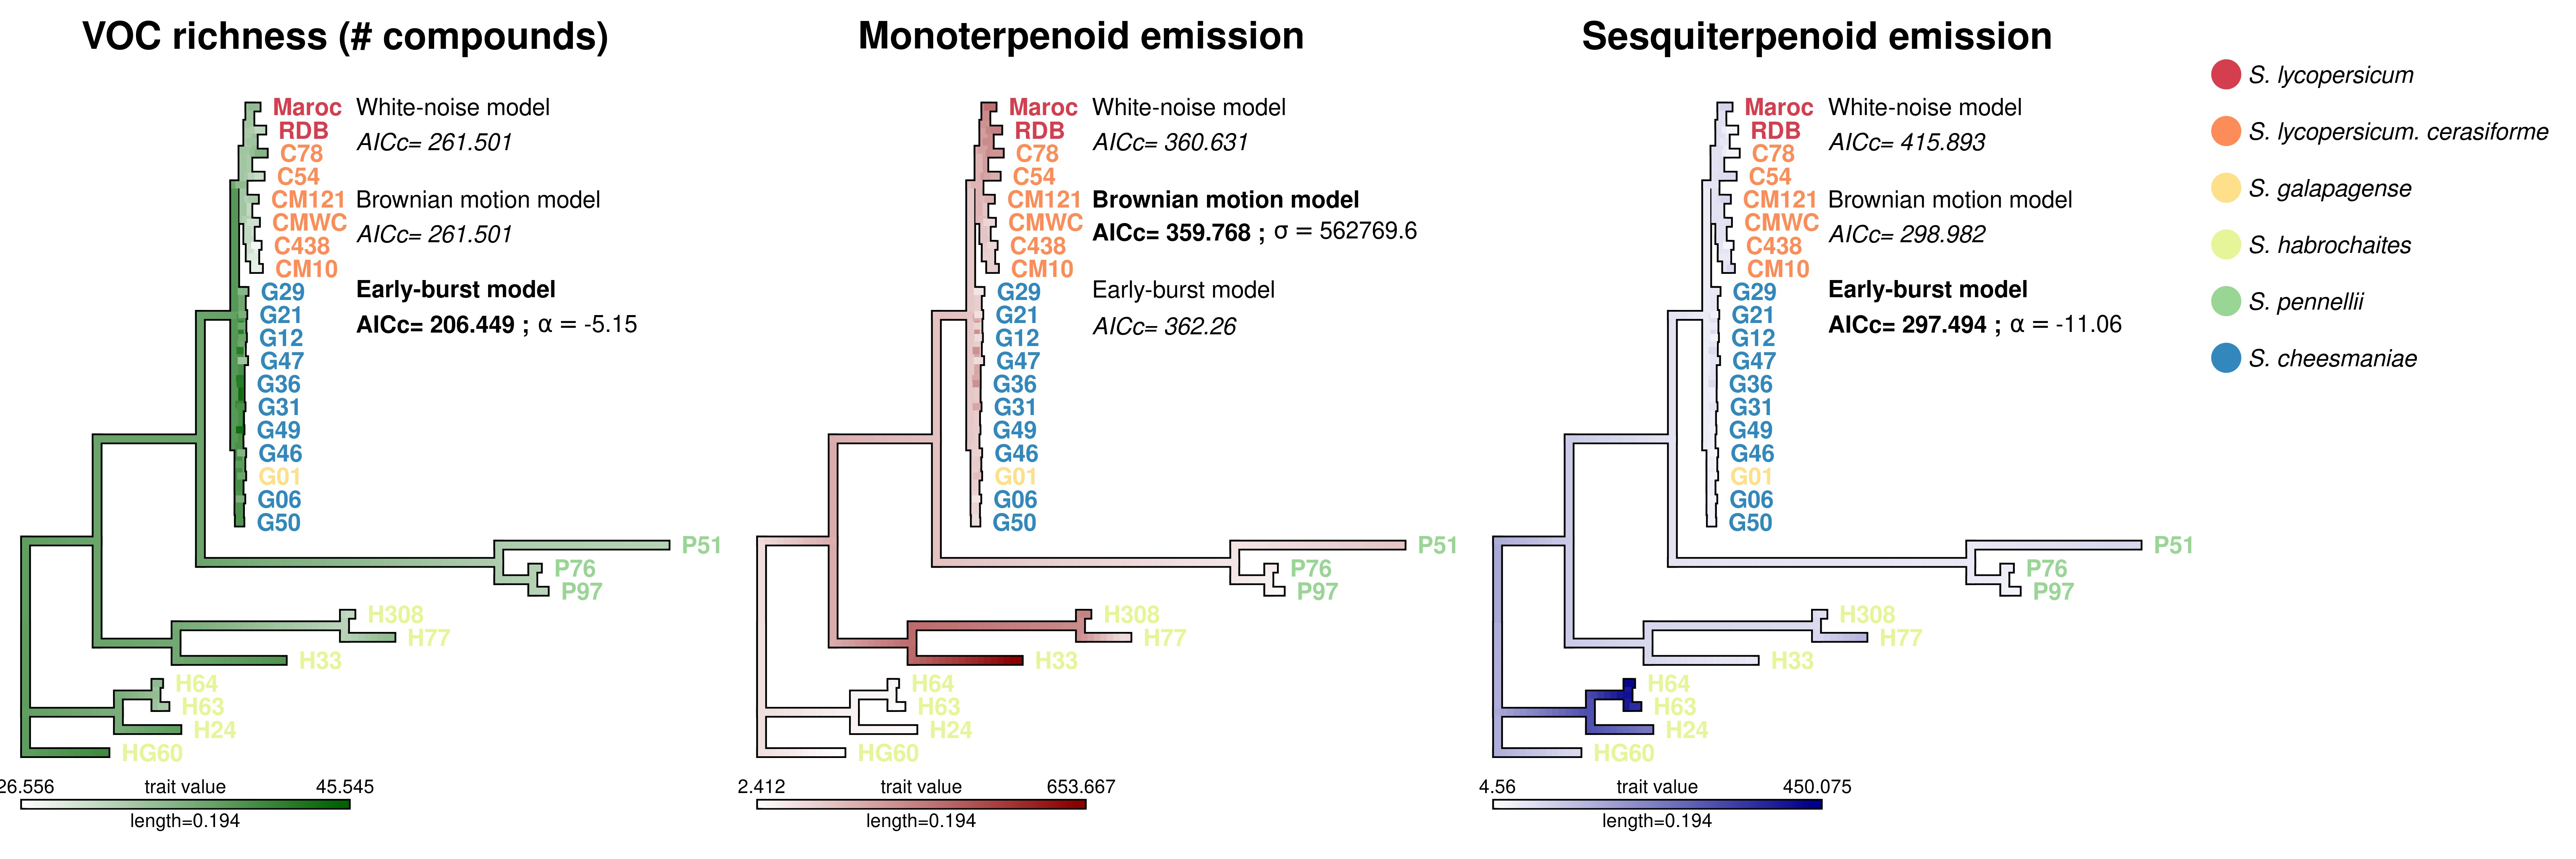 VOC richness (# compounds)
Maroc
RDB
C78
C54
CM121
CMWC
C438
CM10
G29
G21
G12
G47
G36
G31
G49
G46
G01
G06
G50
P51
P76
P97
H308
H77
H33
H64
H63
H24
HG60
White-noise model
AICc= 261.501
Brownian motion model
AICc= 261.501
Early-burst model
AICc= 206.449 ; α = -5.15
26.556 trait value 45.545
length=0.194
Monoterpenoid emission
Maroc
RDB
C78
C54
CM121
CMWC
C438
CM10
G29
G21
G12
G47
G36
G31
G49
G46
G01
G06
G50
P51
P76
P97
H308
H77
H33
H64
H63
H24
HG60
White-noise model
AICc= 360.631
Brownian motion model
AICc= 359.768 ; σ = 562769.6
Early-burst model
AICc= 362.26
2.412 trait value 653.667
length=0.194
Sesquiterpenoid emission
Maroc
RDB
C78
C54
CM121
CMWC
C438
CM10
G29
G21
G12
G47
G36
G31
G49
G46
G01
G06
G50
P51
P76
P97
H308
H77
H33
H64
H63
H24
HG60
White-noise model
AICc= 415.893
Brownian motion model
AICc= 298.982
Early-burst model
AICc= 297.494 ; α = -11.06
4.56 trait value 450.075
length=0.194
S. lycopersicum
S. lycopersicum. cerasiforme
S. galapagense
S. habrochaites
S. pennellii
S. cheesmaniae